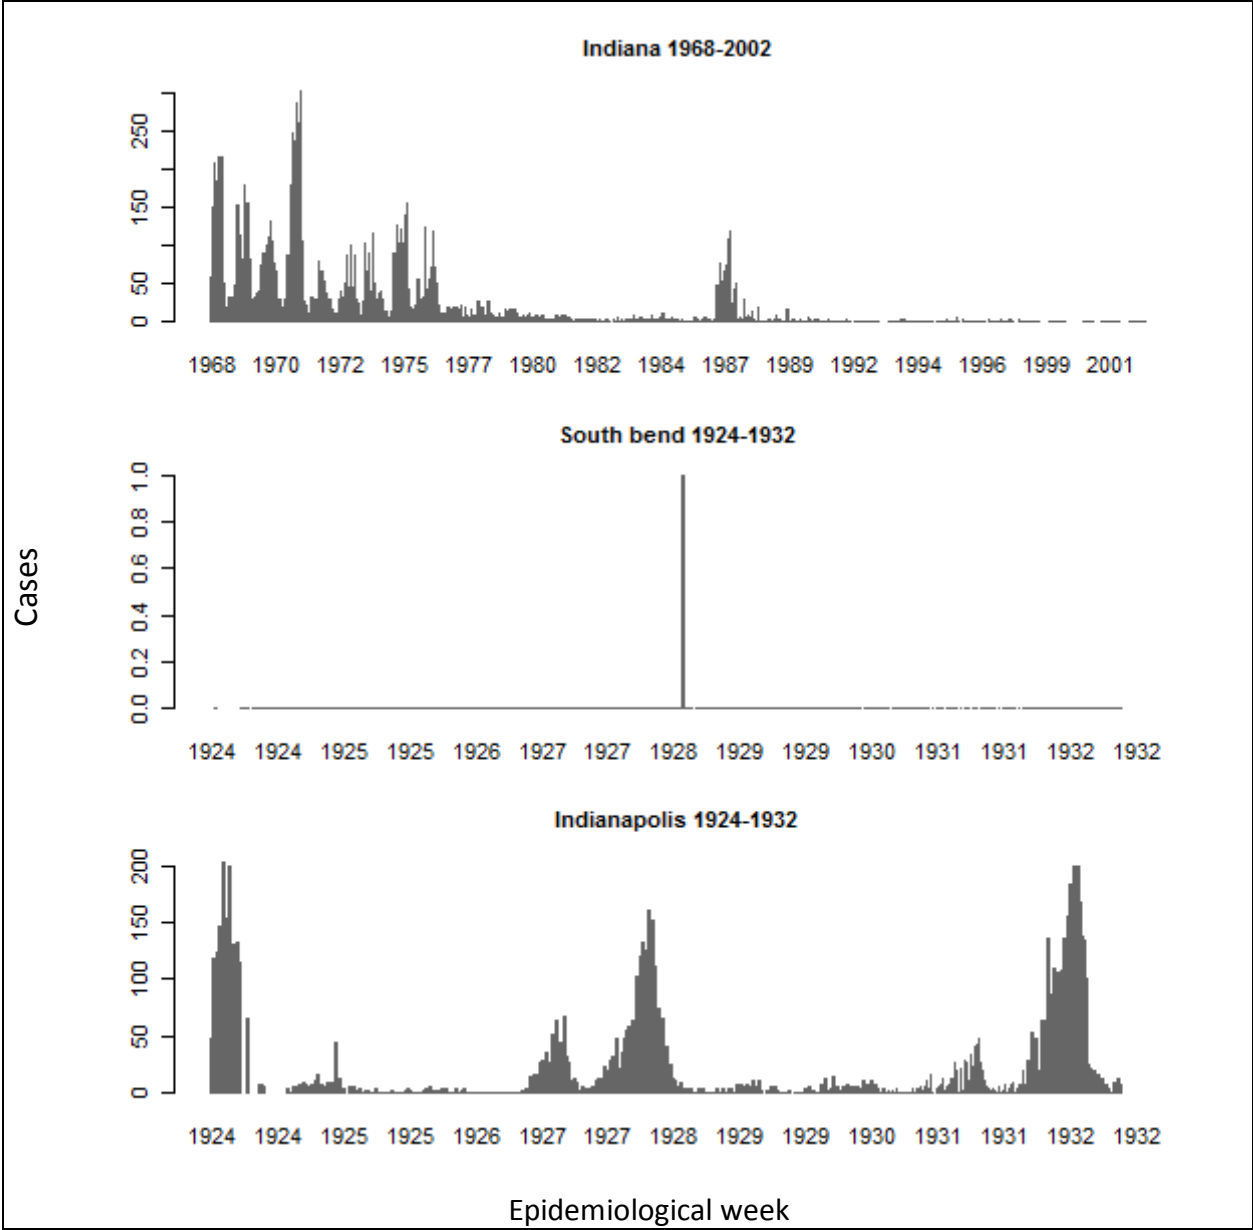 Indiana 1968-2002
250
150
50
0
1968 1970 1972 1975 1977 1980 1982 1984 1987 1989 1992 1994 1996 1999 2001
South bend 1924-1932
Cases
1.0
0.8
0.6
0.4
0.2
0.0
1924 1924 1925 1925 1926 1927 1927 1928 1929 1929 1930 1931 1931 1932 1932
Indianapolis 1924-1932
200
150
100
50
0
1924 1924 1925 1925 1926 1927 1927 1928 1929 1929 1930 1931 1931 1932 1932
Epidemiological week